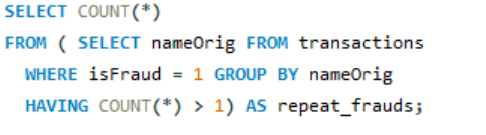 SELECT COUNT(*)
FROM ( SELECT nameOrig FROM transactions
WHERE isFraud = 1 GROUP BY nameOrig
HAVING COUNT(*) > 1) AS repeat_frauds;